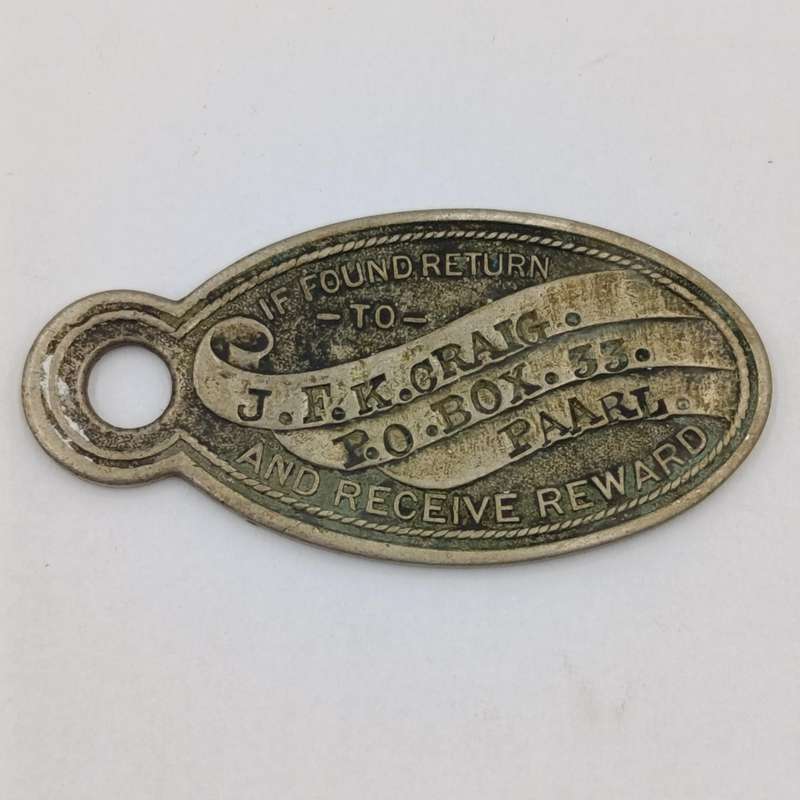 IF FOUND RETURN
-TO-
J.F.K.CRAIG.
P.O.BOX.33.
PAARL.
AND RECEIVE REWARD